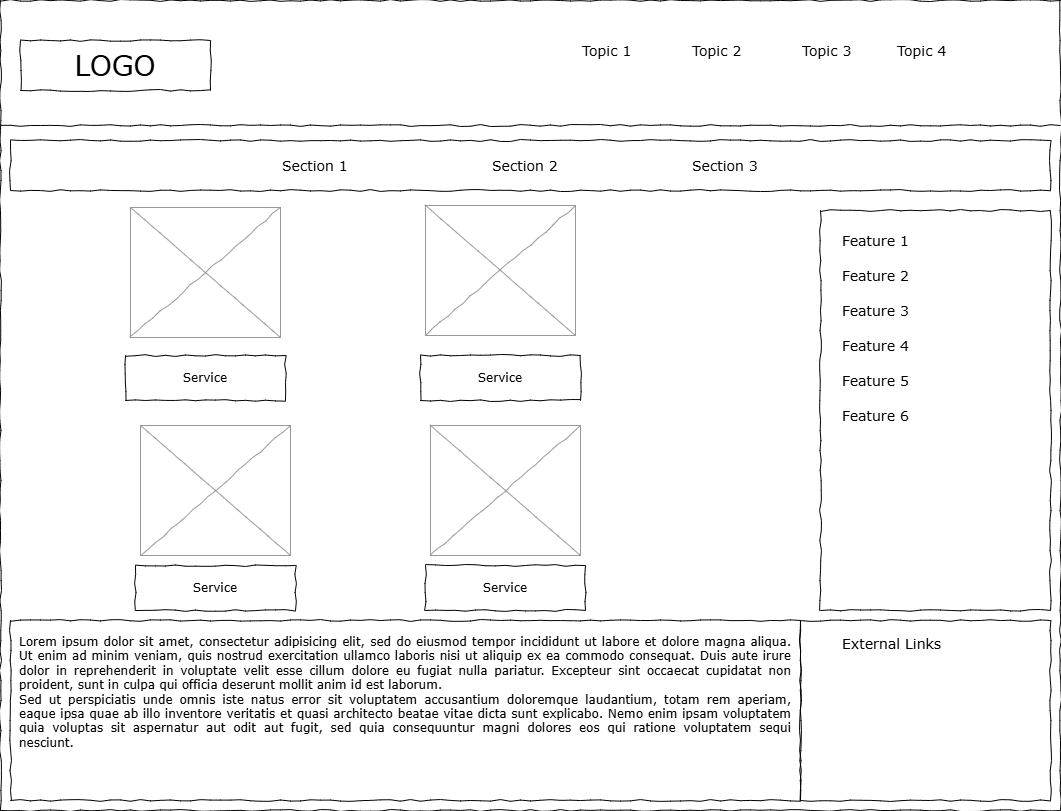 LOGO
Topic 1
Topic 2
Topic 3
Topic 4
Section 1
Section 2
Section 3
Service
Service
Service
Service
Feature 1
Feature 2
Feature 3
Feature 4
Feature 5
Feature 6
Lorem ipsum dolor sit amet, consectetur adipisicing elit, sed do eiusmod tempor incididunt ut labore et dolore magna aliqua.
Ut enim ad minim veniam, quis nostrud exercitation ullamco laboris nisi ut aliquip ex ea commodo consequat. Duis aute irure
dolor in reprehenderit in voluptate velit esse cillum dolore eu fugiat nulla pariatur. Excepteur sint occaecat cupidatat non
proident, sunt in culpa qui officia deserunt mollit anim id est laborum.
Sed ut perspiciatis unde omnis iste natus error sit voluptatem accusantium doloremque laudantium, totam rem aperiam,
eaque ipsa quae ab illo inventore veritatis et quasi architecto beatae vitae dicta sunt explicabo. Nemo enim ipsam voluptatem
quia voluptas sit aspernatur aut odit aut fugit, sed quia consequuntur magni dolores eos qui ratione voluptatem sequi
nesciunt.
External Links